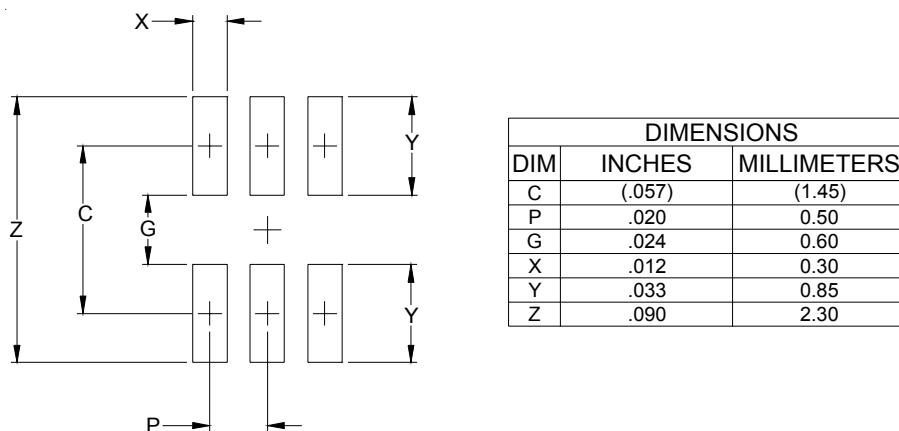 X
Z
C
G
Y
Y
P
DIMENSIONS
DIM INCHES MILLIMETERS
C (.057) (1.45)
P .020 0.50
G .024 0.60
X .012 0.30
Y .033 0.85
Z .090 2.30